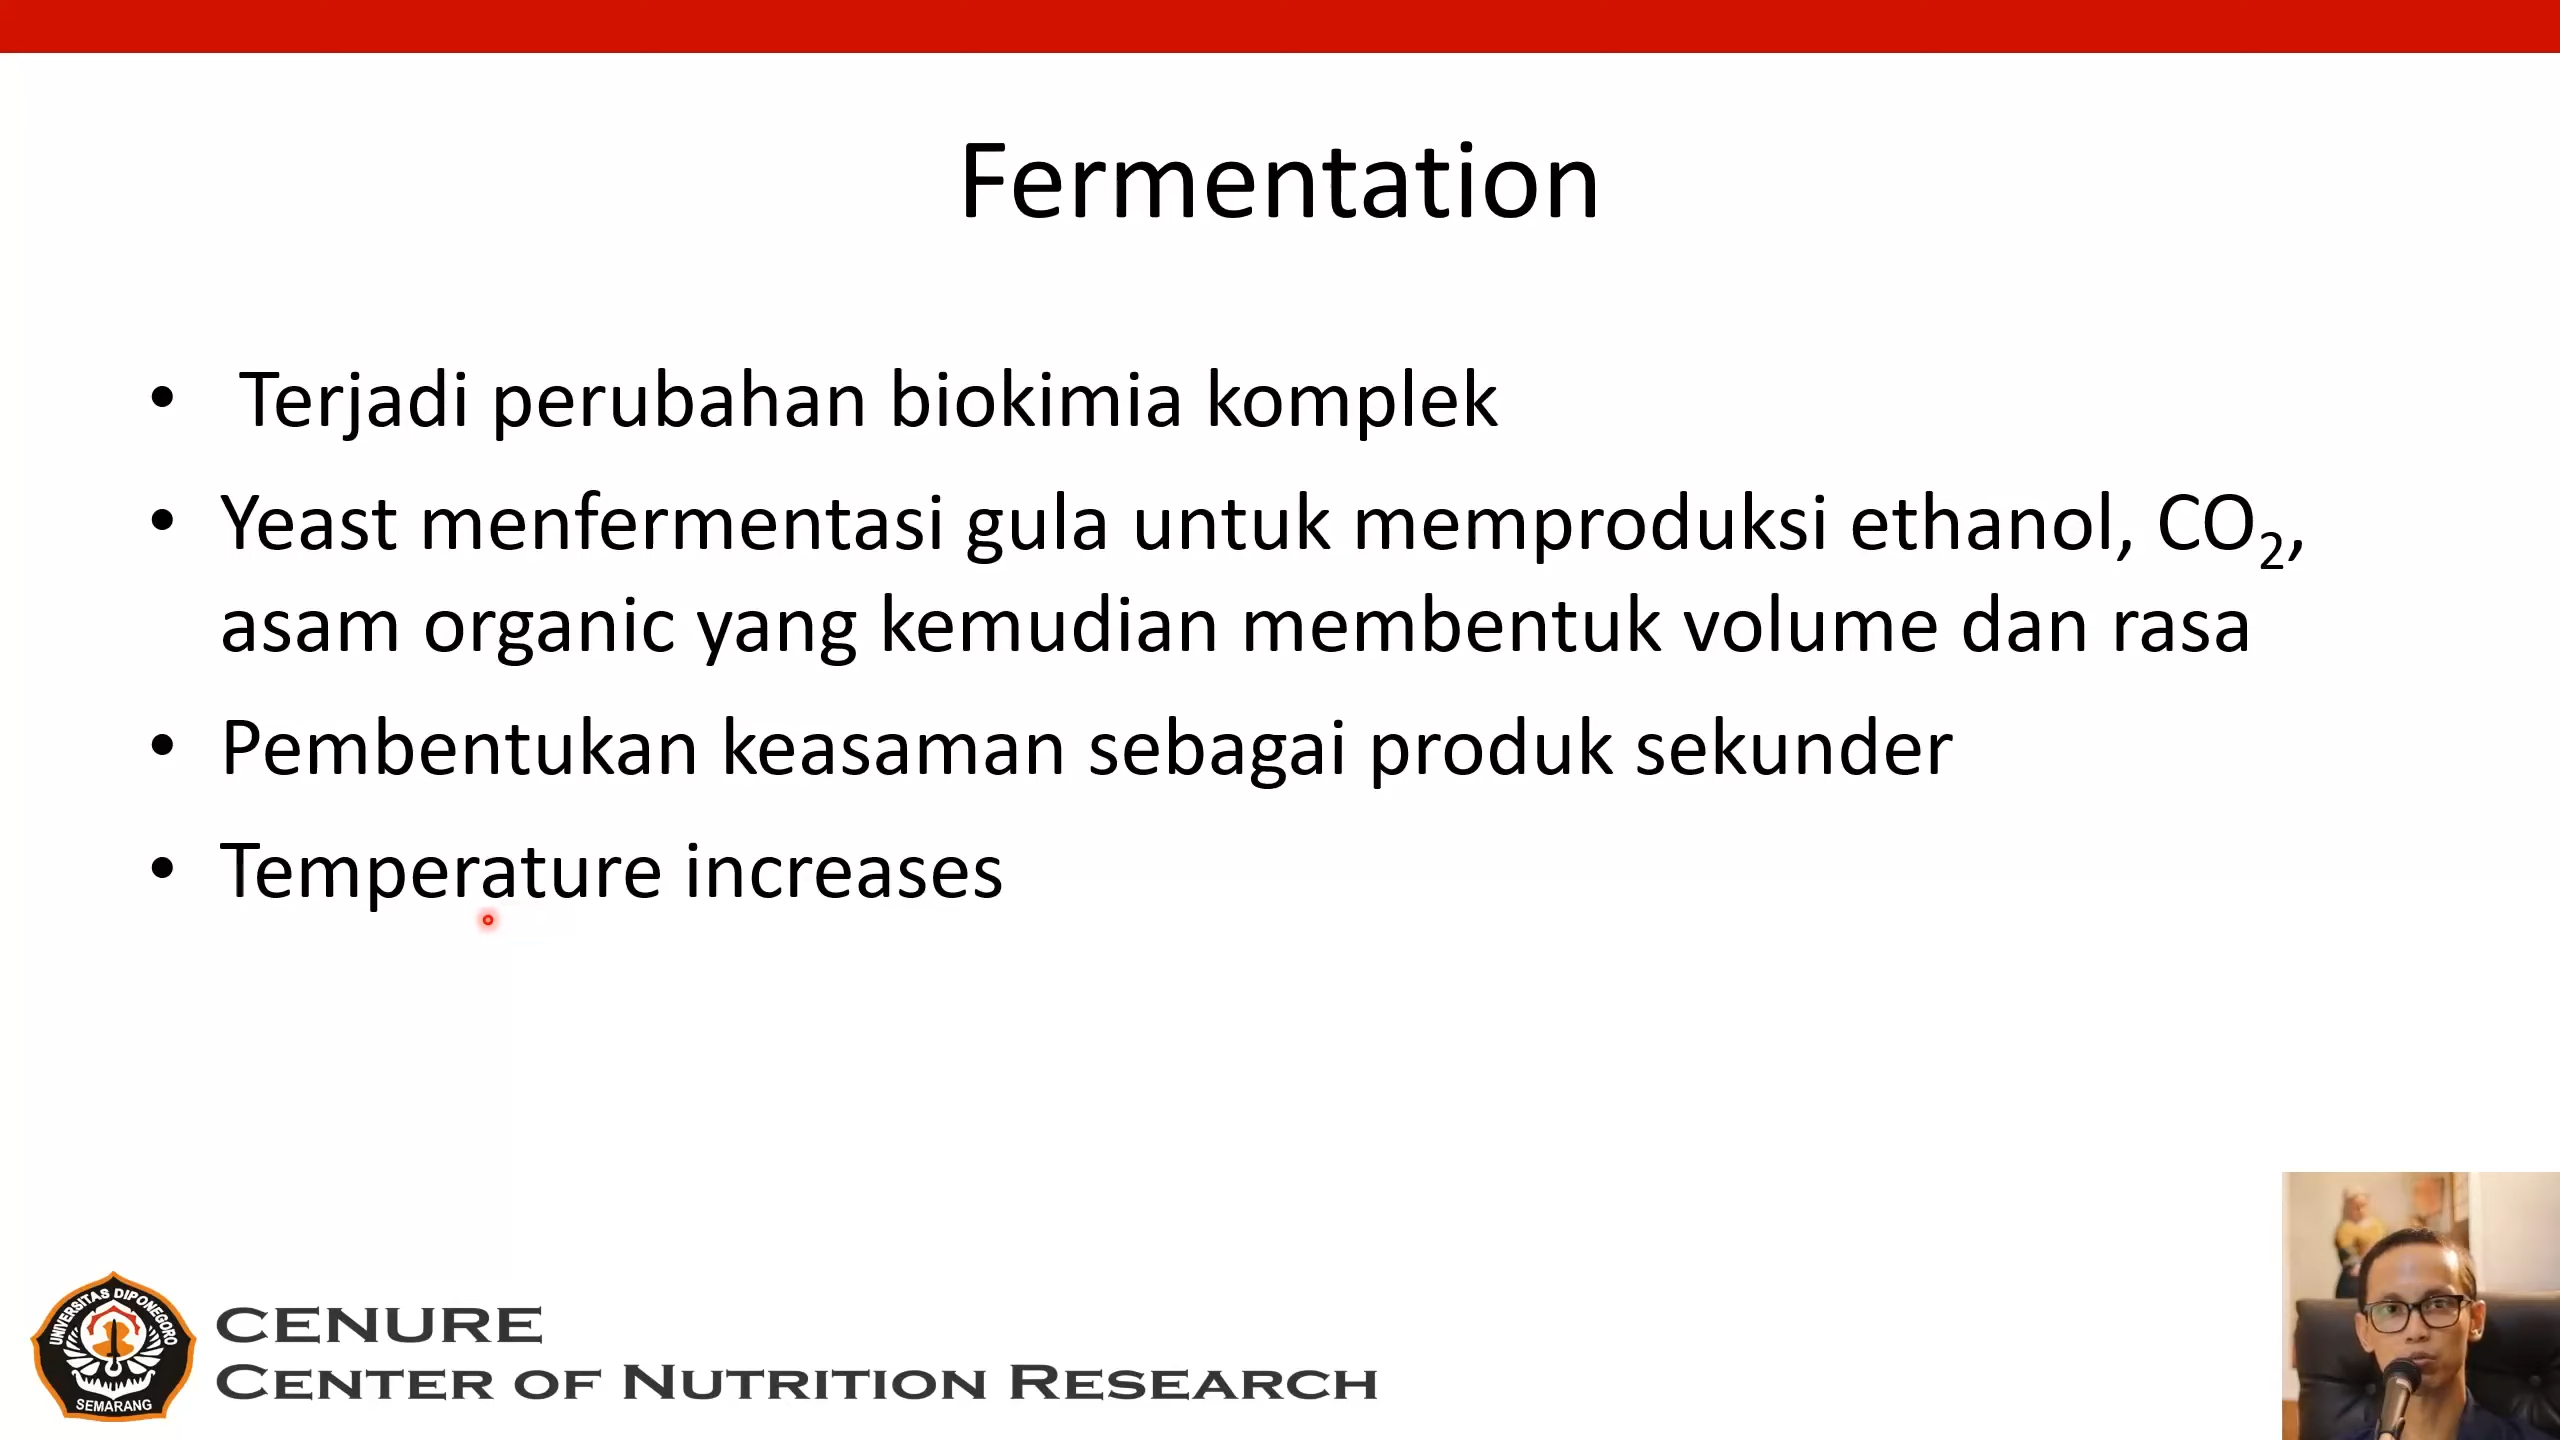 Fermentation
• Terjadi perubahan biokimia komplek
• Yeast menfermentasi gula untuk memproduksi ethanol, CO₂,
asam organic yang kemudian membentuk volume dan rasa
• Pembentukan keasaman sebagai produk sekunder
• Temperature increases
UNIVERSITAS DIPONEGORO
SEMARANG
CENURE
CENTER OF NUTRITION RESEARCH